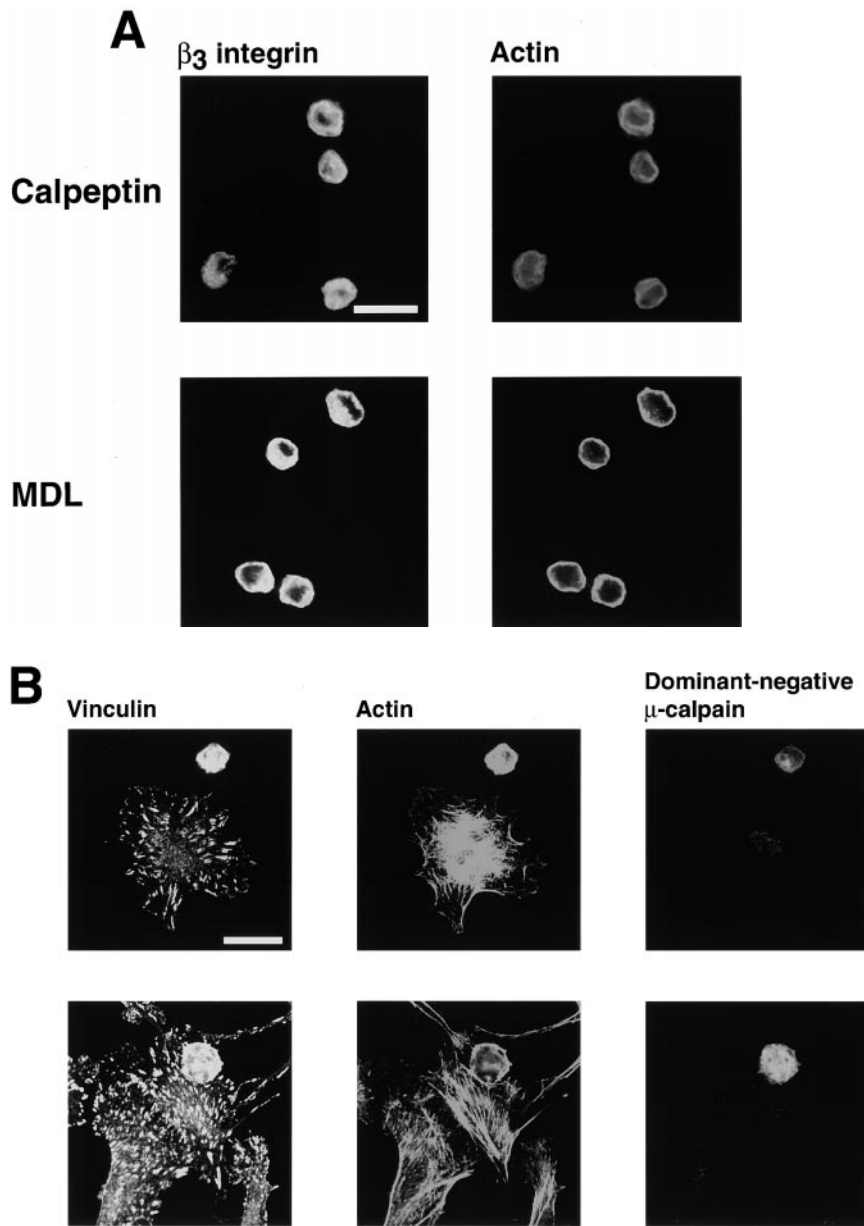 A
β3 integrin
Actin
Calpeptin
MDL
B
Vinculin
Actin
Dominant-negative
μ-calpain